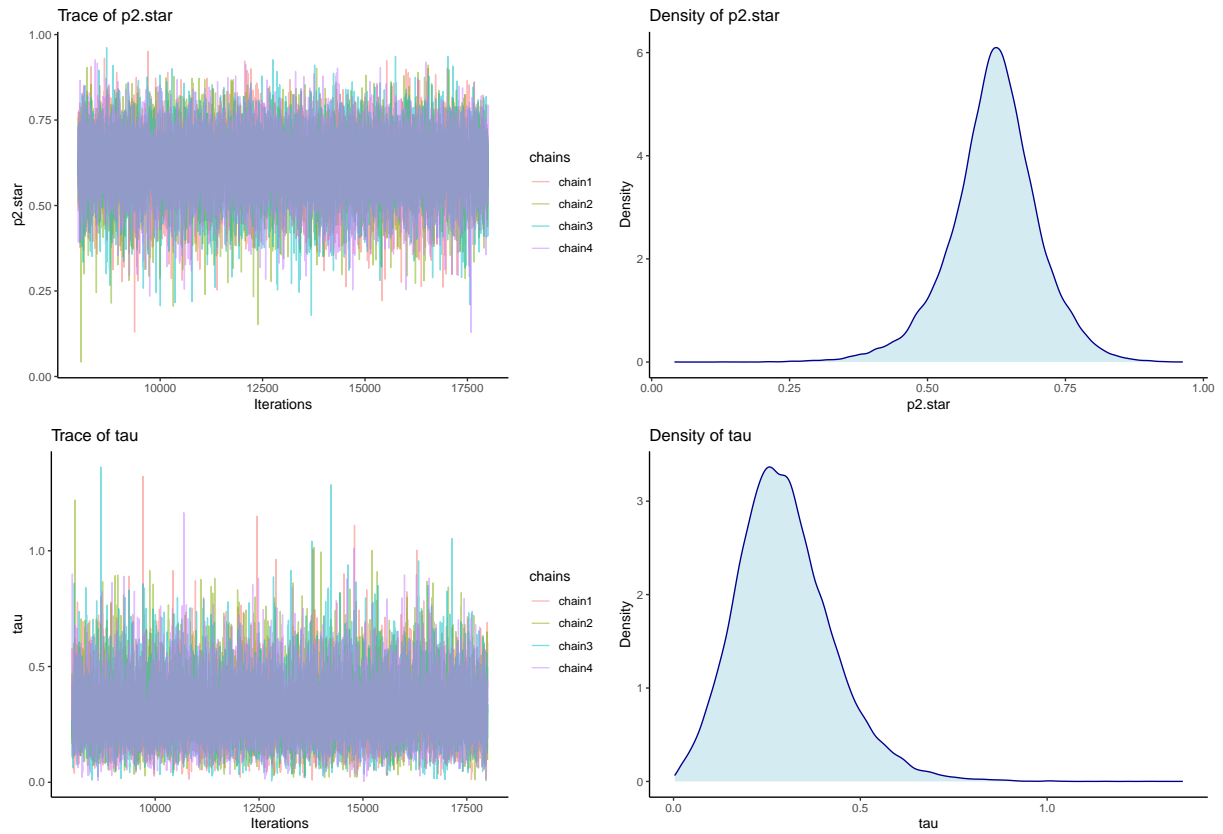 Trace of p2.star
1.00
0.75
0.50
0.25
0.00
p2.star
10000
12500
15000
17500
Iterations
chains
chain1
chain2
chain3
chain4
Density of p2.star
6
4
2
0
Density
0.00
0.25
0.50
0.75
1.00
p2.star
Trace of tau
1.0
0.5
0.0
tau
10000
12500
15000
17500
Iterations
chains
chain1
chain2
chain3
chain4
Density of tau
3
2
1
0
Density
0.0
0.5
1.0
tau